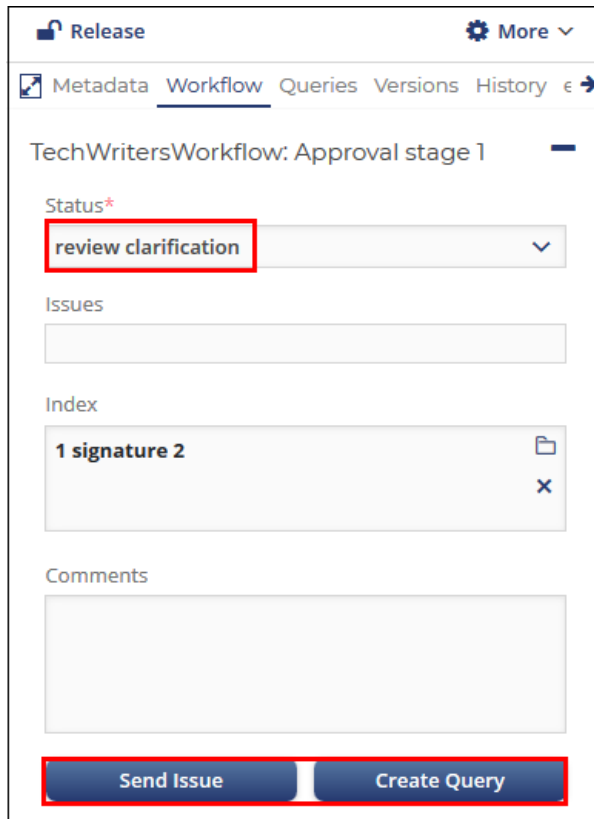 Release More
Metadata Workflow Queries Versions History e
TechWritersWorkflow: Approval stage 1
Status*
review clarification
Issues
Index
1 signature 2
Comments
Send Issue Create Query